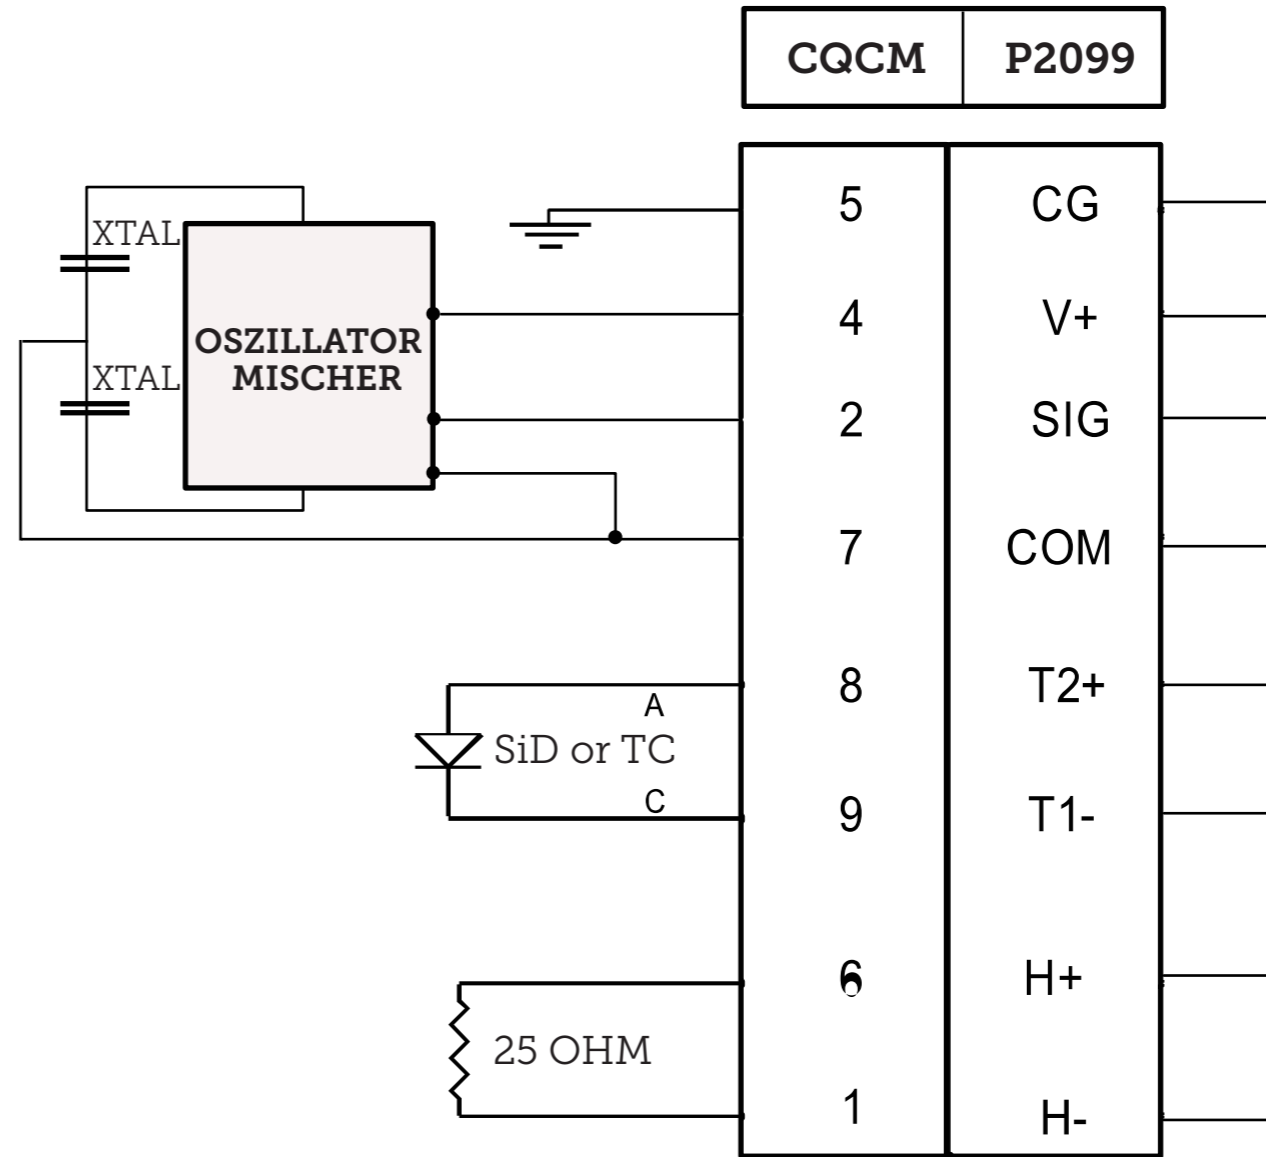 CQCM P2099
5 CG
XTAL
4 V+
OSZILLATOR
MISCHER
XTAL
2 SIG
7 COM
8 T2+
A
SiD or TC
C
9 T1-
6 H+
25 OHM
1 H-